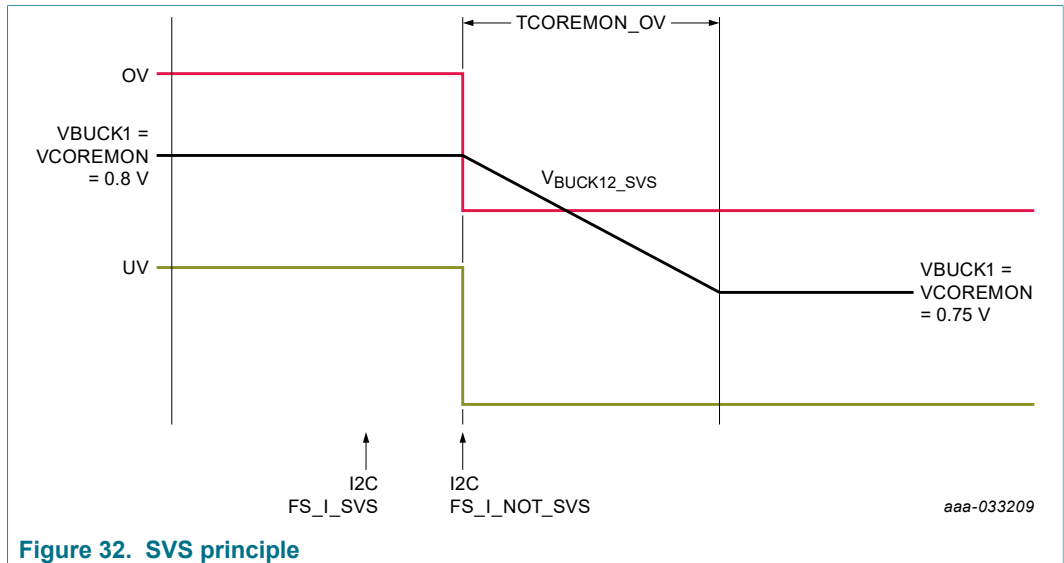 TCOREMON_OV
OV
VBUCK1 =
VCOREMON
= 0.8 V
VBUCK12_SVS
UV
VBUCK1 =
VCOREMON
= 0.75 V
I2C
FS_I_SVS
I2C
FS_I_NOT_SVS
aaa-033209
Figure 32. SVS principle